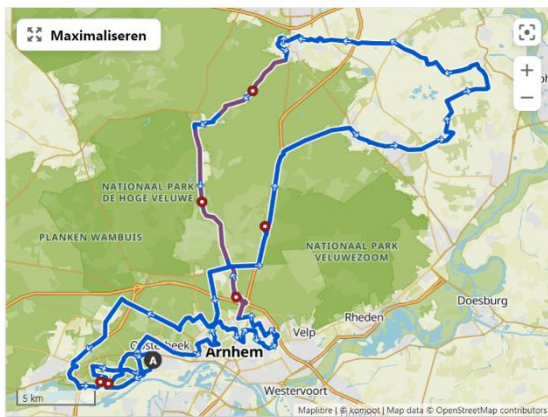 Maximaliseren
NATIONAAL PARK
DE HOGE VELUWE
PLANKEN WAMBUIS
NATIONAAL PARK
VELUWEZOOM
Doesburg
Rheden
Velp
Arnhem
A
Westervoort
5 km
Maplibre | © komoot | Map data © OpenStreetMap contributors